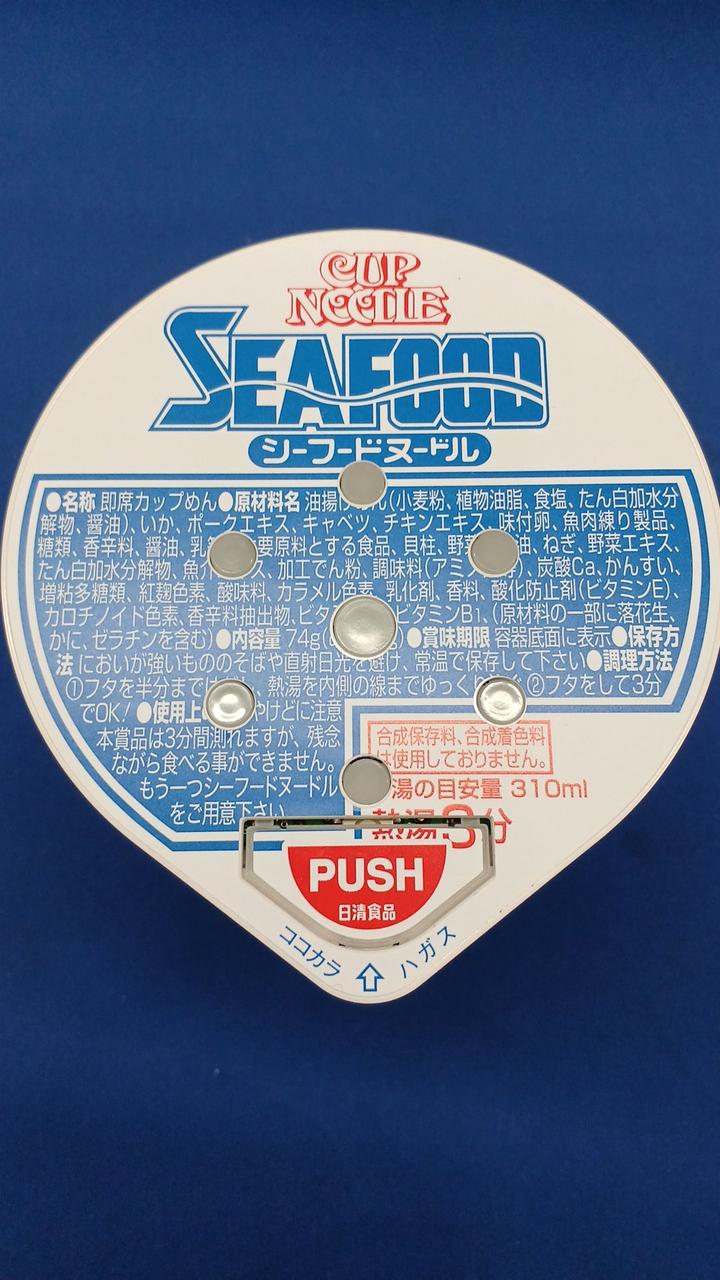 CUP
NOODLE
SEAFOOD
シーフードヌードル
●名称 即席カップめん●原材料名 油揚げめん(小麦粉、植物油脂、食塩、たん白加水分
解物、醤油)、いか、ポークエキス、キャベツ、チキンエキス、味付卵、魚肉練り製品、
糖類、香辛料、醤油、乳 要原料とする食品、貝柱、野菜 油、ねぎ、野菜エキス、
たん白加水分解物、魚介 ス、加工でん粉、調味料(アミ 、炭酸Ca、かんすい、
増粘多糖類、紅麹色素、酸味料、カラメル色素、乳化剤、香料、酸化防止剤(ビタミンE)、
カロチノイド色素、香辛料抽出物、ビタ ビタミンB1、(原材料の一部に落花生、
かに、ゼラチンを含む)●内容量 74g( )●賞味期限 容器底面に表示●保存方
法 においが強いもののそばや直射日光を避け、常温で保存して下さい●調理方法
①フタを半分まで 、熱湯を内側の線までゆっく ②フタをして3分
でOK! ●使用上 やけどに注意
本賞品は3分間測れますが、残念
ながら食べる事ができません。
もう一つシーフードヌードル
をご用意下さい
合成保存料、合成着色料
は使用しておりません。
湯の目安量 310ml
熱湯3分
PUSH
日清食品
ココカラ ⇧ ハガス